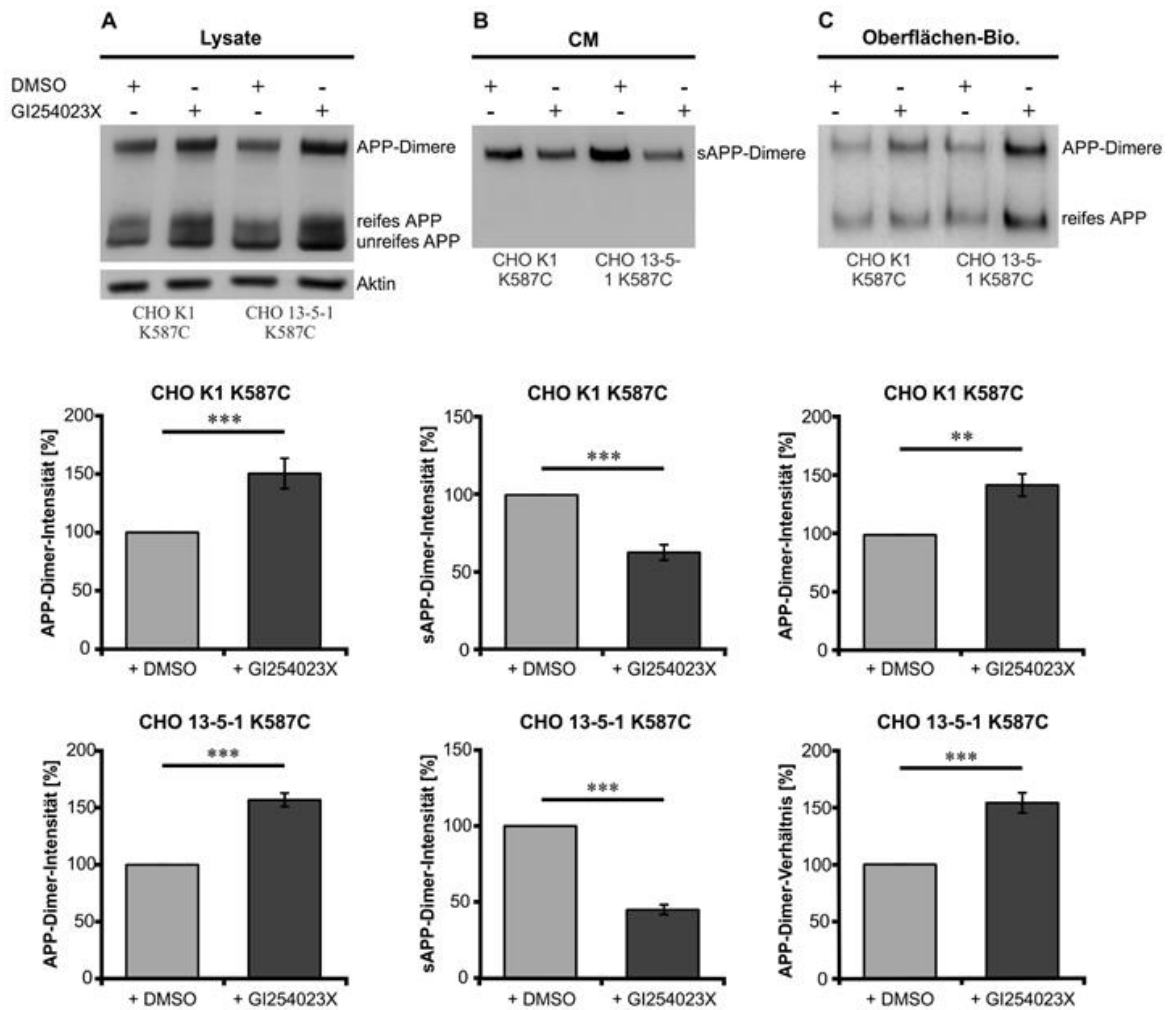 A
Lysate
DMSO + - + -
GI254023X - + - +
APP-Dimere
reifes APP
unreifes APP
Aktin
CHO K1 CHO 13-5-1
K587C K587C
B
CM
+ - + -
- + - +
sAPP-Dimere
CHO K1 CHO 13-5-
K587C 1 K587C
C
Oberflächen-Bio.
+ - + -
- + - +
APP-Dimere
reifes APP
CHO K1 CHO 13-5-
K587C 1 K587C
CHO K1 K587C
APP-Dimer-Intensität [%]
200
150
100
50
0
***
+ DMSO + GI254023X
CHO K1 K587C
sAPP-Dimer-Intensität [%]
150
100
50
0
***
+ DMSO + GI254023X
CHO K1 K587C
APP-Dimer-Intensität [%]
200
150
100
50
0
**
+ DMSO + GI254023X
CHO 13-5-1 K587C
APP-Dimer-Intensität [%]
200
150
100
50
0
***
+ DMSO + GI254023X
CHO 13-5-1 K587C
sAPP-Dimer-Intensität [%]
150
100
50
0
***
+ DMSO + GI254023X
CHO 13-5-1 K587C
APP-Dimer-Verhältnis [%]
200
150
100
50
0
***
+ DMSO + GI254023X